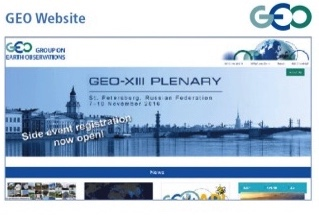 GEO Website
GEO
GEO GROUP ON
EARTH OBSERVATIONS
GEO-XIII PLENARY
St. Petersburg, Russian Federation
7-10 November 2016
Side event registration
now open!
News